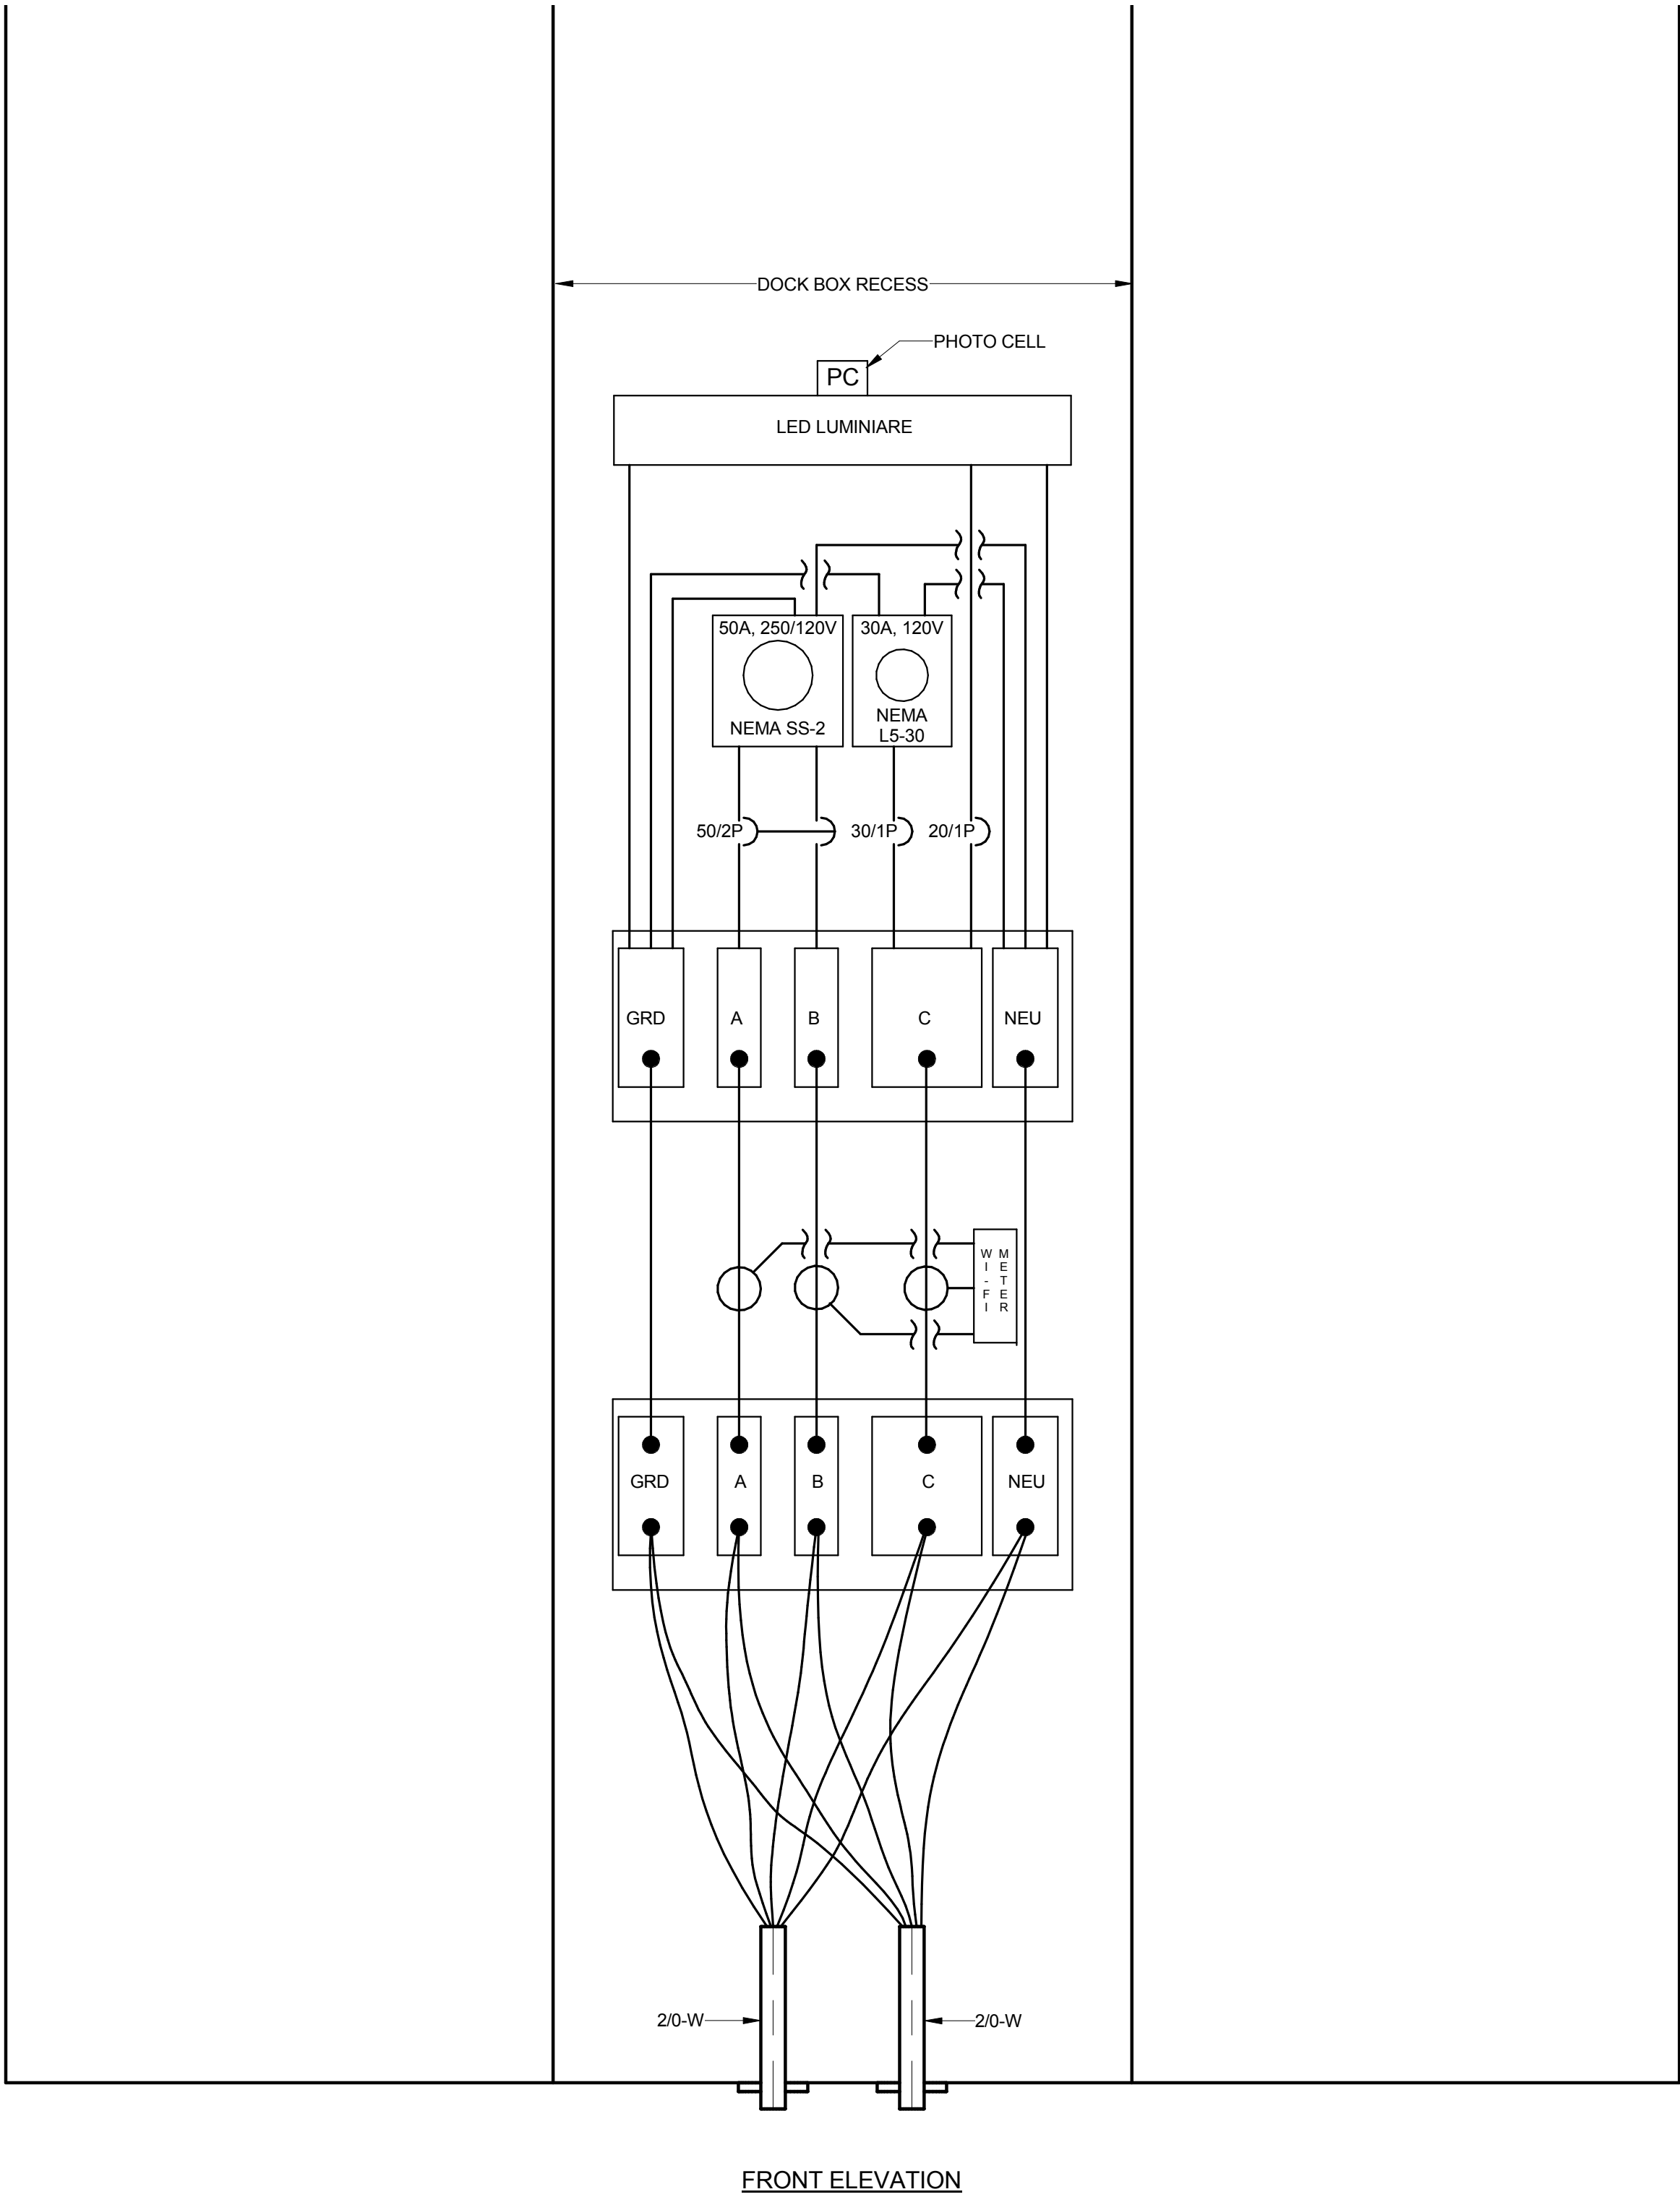 DOCK BOX RECESS
PHOTO CELL
PC
LED LUMINIARE
50A, 250/120V
30A, 120V
NEMA SS-2
NEMA
L5-30
50/2P
30/1P
20/1P
GRD
A
B
C
NEU
WI-FI
METER
GRD
A
B
C
NEU
2/0-W
2/0-W
FRONT ELEVATION